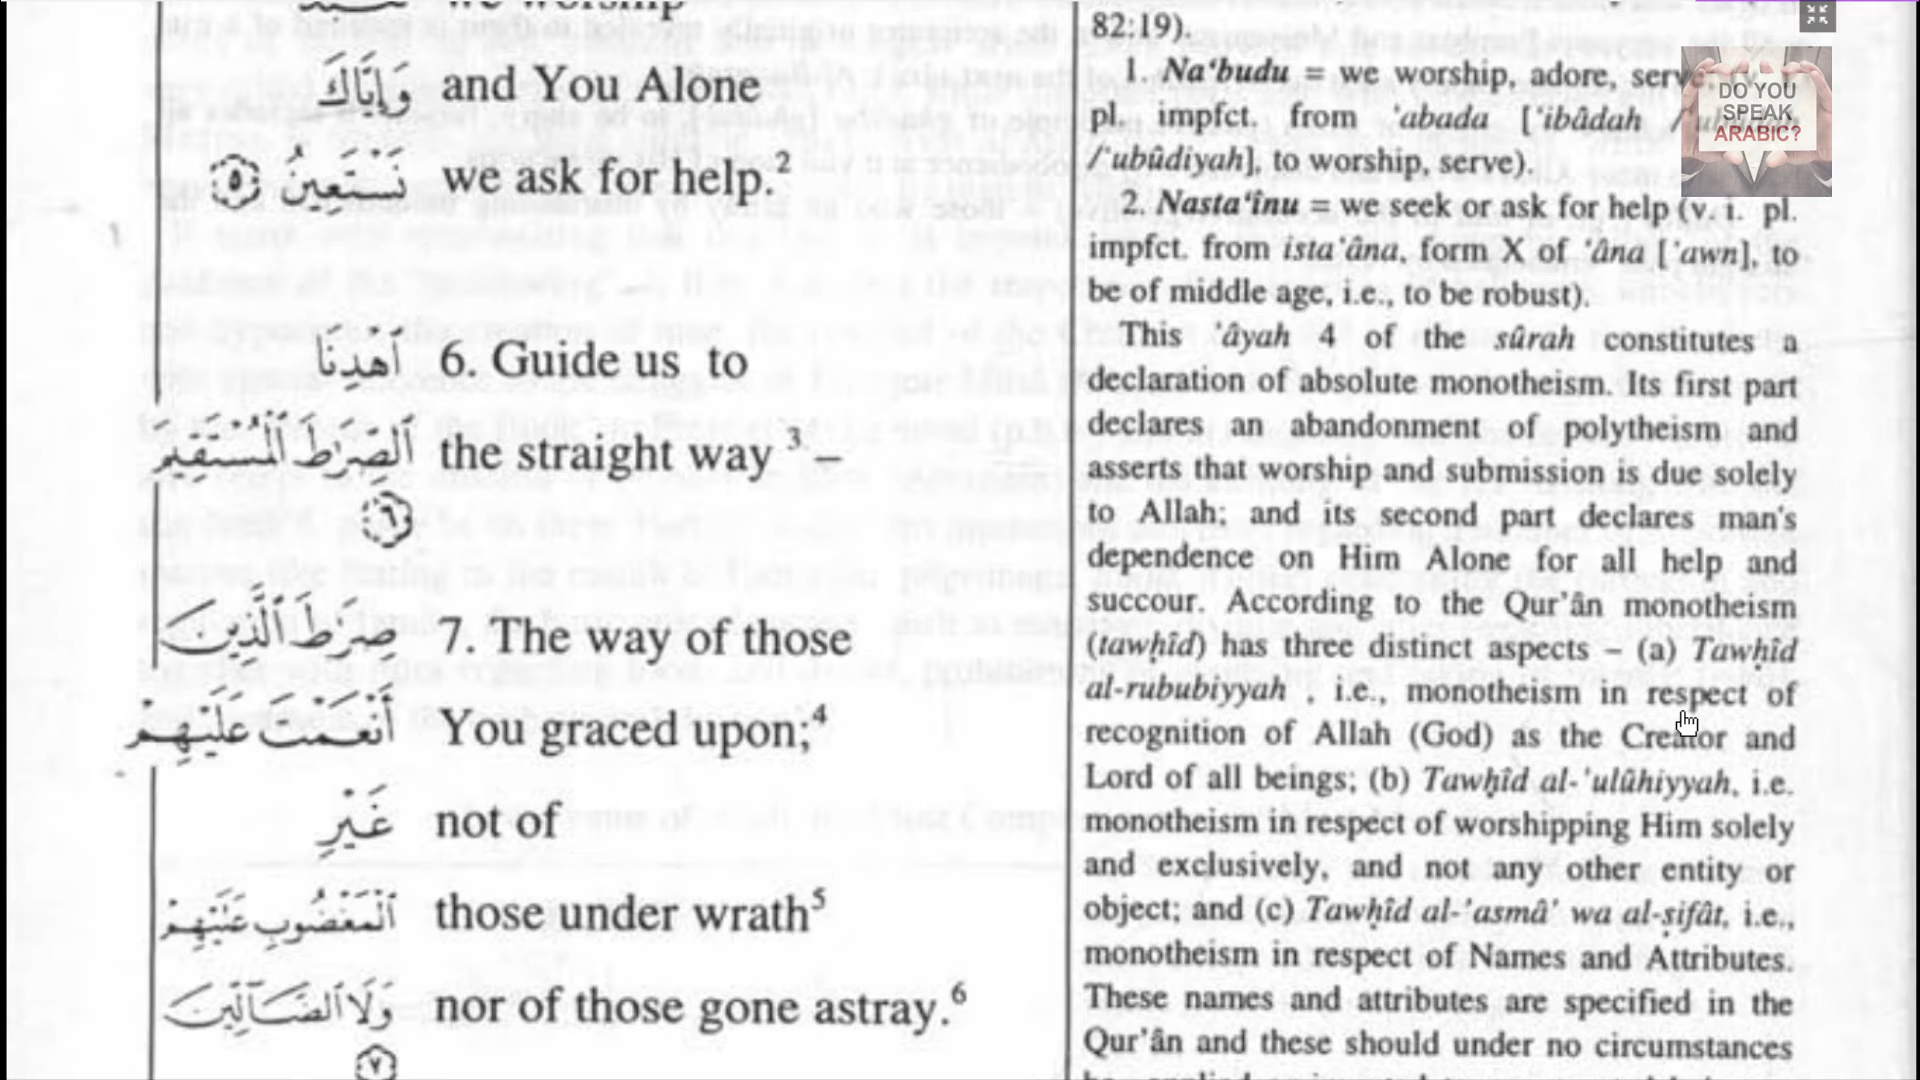 we worship
وَإِيَّاكَ and You Alone
نَسْتَعِينُ ٥ we ask for help.²
ٱهْدِنَا 6. Guide us to
ٱلصِّرَٰطَ ٱلْمُسْتَقِيمَ the straight way ³ –
٦
صِرَٰطَ ٱلَّذِينَ 7. The way of those
أَنْعَمْتَ عَلَيْهِمْ You graced upon;⁴
غَيْرِ not of
ٱلْمَغْضُوبِ عَلَيْهِمْ those under wrath⁵
وَلَا ٱلضَّآلِّينَ nor of those gone astray.⁶
٧
82:19).
1. Na‘budu = we worship, adore, serve
pl. impfct. from ‘abada [‘ibâdah
/‘ubûdiyah], to worship, serve).
2. Nasta‘înu = we seek or ask for help (v. i. pl.
impfct. from ista‘âna, form X of ‘âna [‘awn], to
be of middle age, i.e., to be robust).
This ’âyah 4 of the sûrah constitutes a
declaration of absolute monotheism. Its first part
declares an abandonment of polytheism and
asserts that worship and submission is due solely
to Allah; and its second part declares man's
dependence on Him Alone for all help and
succour. According to the Qur’ân monotheism
(tawḥîd) has three distinct aspects – (a) Tawḥîd
al-rububiyyah , i.e., monotheism in respect of
recognition of Allah (God) as the Creator and
Lord of all beings; (b) Tawḥîd al-’ulûhiyyah, i.e.
monotheism in respect of worshipping Him solely
and exclusively, and not any other entity or
object; and (c) Tawḥîd al-’asmâ’ wa al-ṣifât, i.e.,
monotheism in respect of Names and Attributes.
These names and attributes are specified in the
Qur’ân and these should under no circumstances
DO YOU
SPEAK
ARABIC?